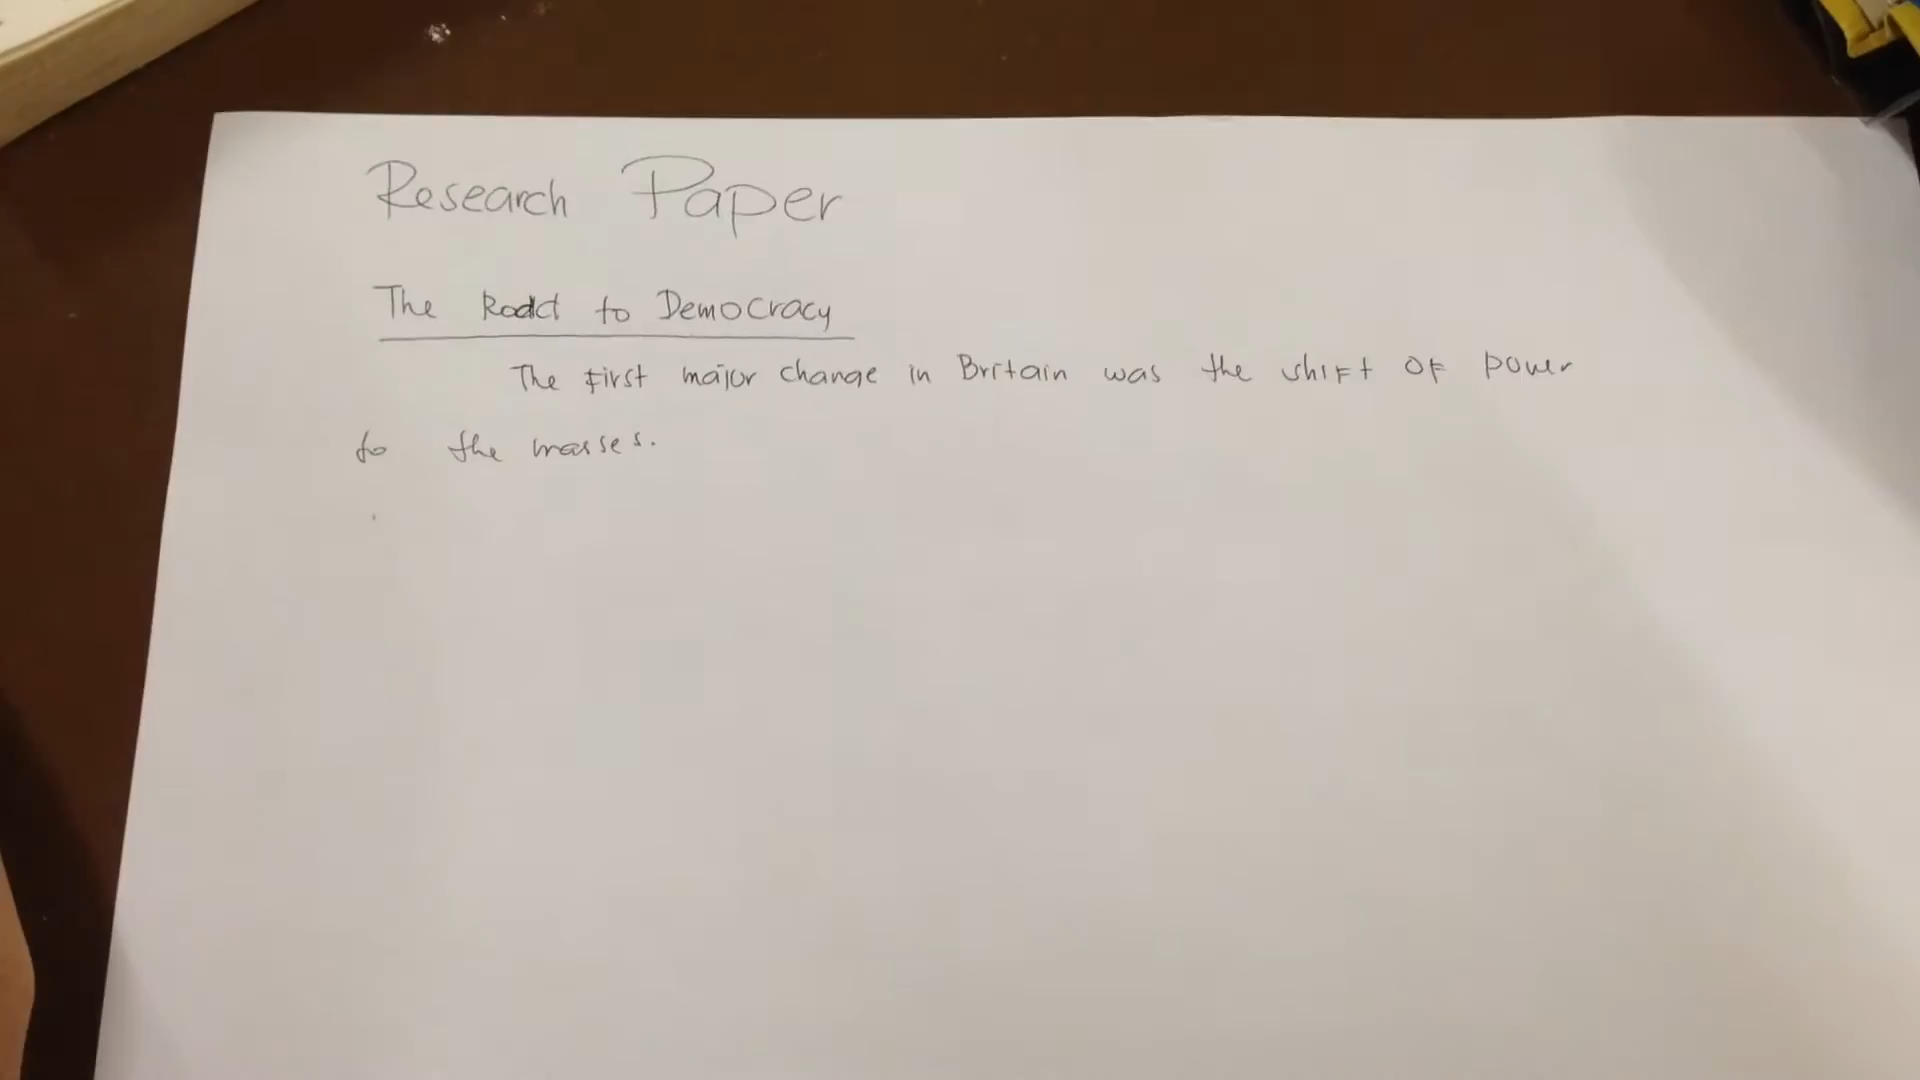 Research Paper
The Road to Democracy
The first major change in Britain was the shift of power
to the masses.